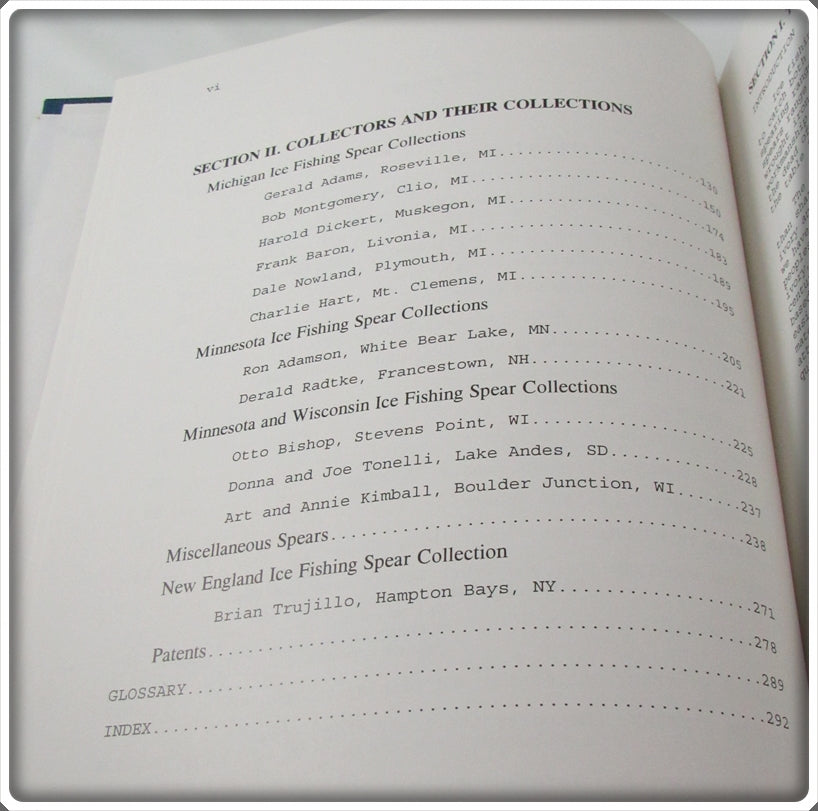 vi
SECTION II. COLLECTORS AND THEIR COLLECTIONS
Michigan Ice Fishing Spear Collections
Gerald Adams, Roseville, MI....................130
Bob Montgomery, Clio, MI.......................150
Harold Dickert, Muskegon, MI...................174
Frank Baron, Livonia, MI.......................183
Dale Nowland, Plymouth, MI.....................189
Charlie Hart, Mt. Clemens, MI..................195
Minnesota Ice Fishing Spear Collections
Ron Adamson, White Bear Lake, MN...............205
Derald Radtke, Francestown, NH.................221
Minnesota and Wisconsin Ice Fishing Spear Collections
Otto Bishop, Stevens Point, WI.................225
Donna and Joe Tonelli, Lake Andes, SD..........228
Art and Annie Kimball, Boulder Junction, WI......237
Miscellaneous Spears.................................238
New England Ice Fishing Spear Collection
Brian Trujillo, Hampton Bays, NY.................271
Patents..............................................278
GLOSSARY.................................................289
INDEX....................................................292
SECTION I.
INTRODUCTION